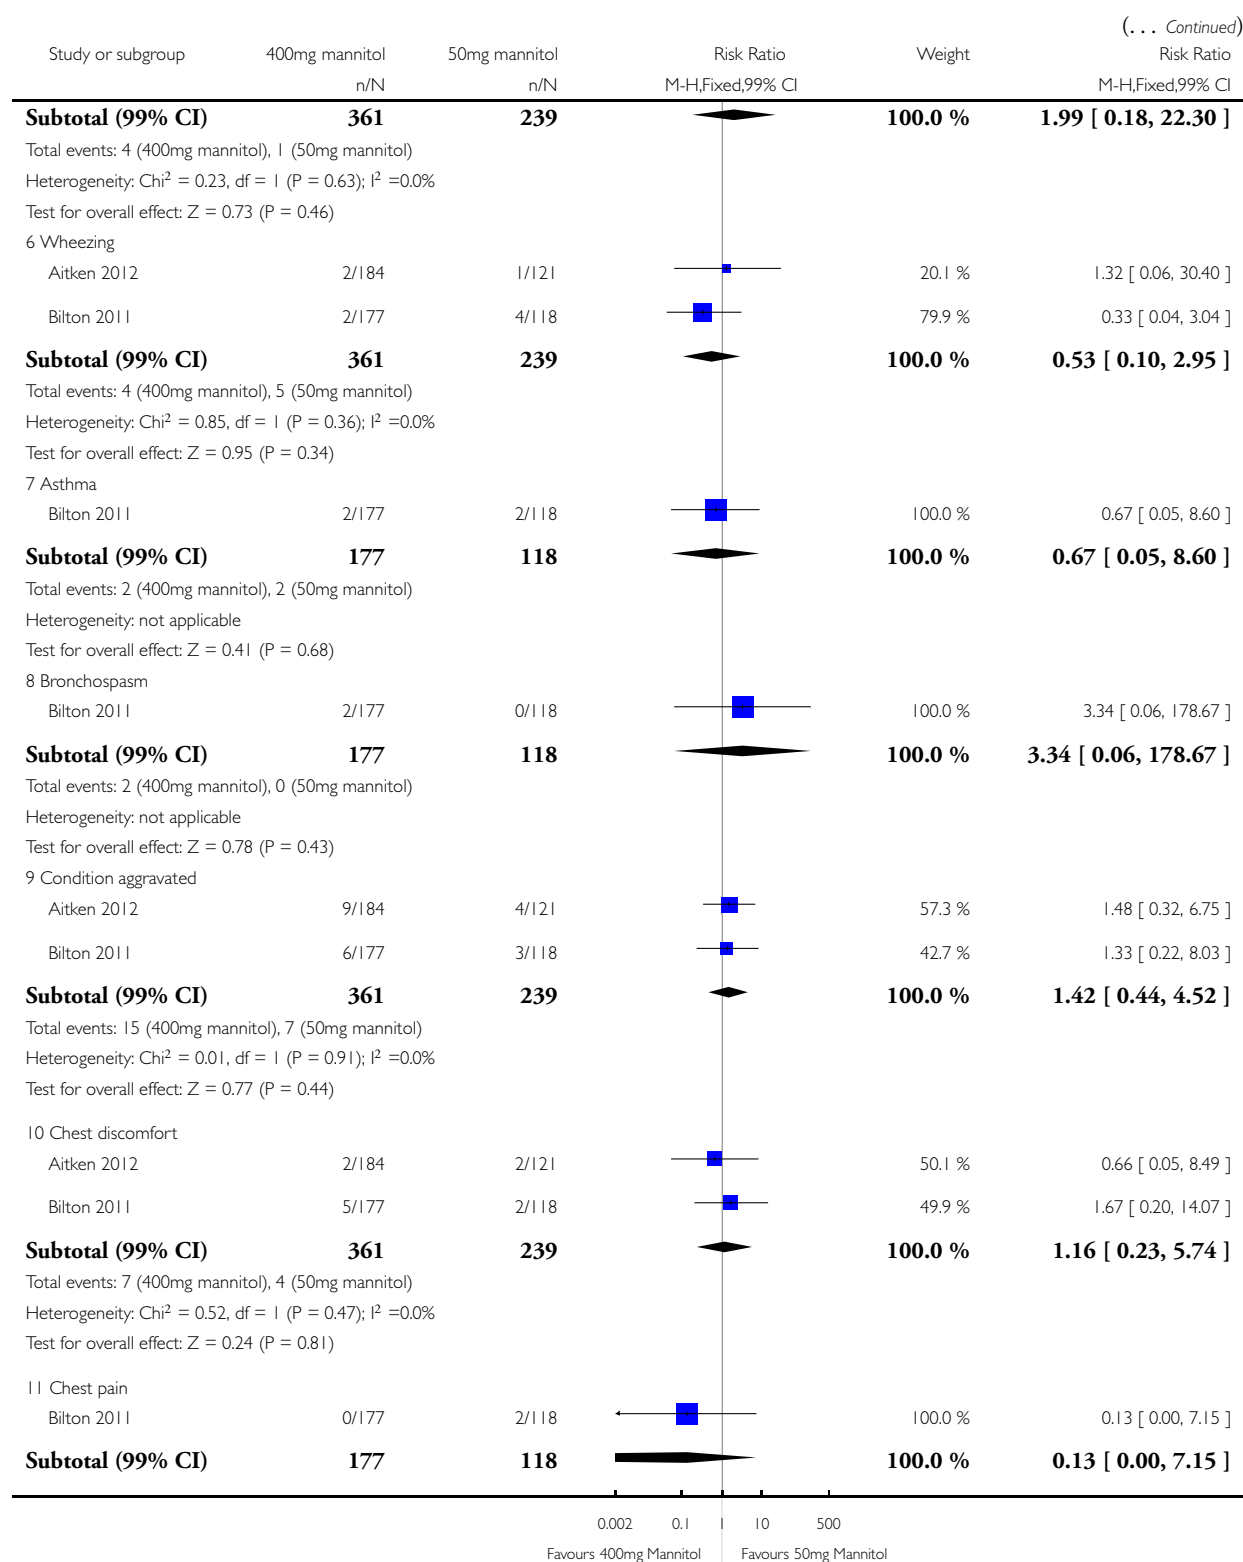 (... Continued)
Study or subgroup 400mg mannitol 50mg mannitol Risk Ratio Weight Risk Ratio
n/N n/N M-H,Fixed,99% CI M-H,Fixed,99% CI
Subtotal (99% CI) 361 239 100.0 % 1.99 [ 0.18, 22.30 ]
Total events: 4 (400mg mannitol), 1 (50mg mannitol)
Heterogeneity: Chi² = 0.23, df = 1 (P = 0.63); I² =0.0%
Test for overall effect: Z = 0.73 (P = 0.46)
6 Wheezing
Aitken 2012 2/184 1/121 20.1 % 1.32 [ 0.06, 30.40 ]
Bilton 2011 2/177 4/118 79.9 % 0.33 [ 0.04, 3.04 ]
Subtotal (99% CI) 361 239 100.0 % 0.53 [ 0.10, 2.95 ]
Total events: 4 (400mg mannitol), 5 (50mg mannitol)
Heterogeneity: Chi² = 0.85, df = 1 (P = 0.36); I² =0.0%
Test for overall effect: Z = 0.95 (P = 0.34)
7 Asthma
Bilton 2011 2/177 2/118 100.0 % 0.67 [ 0.05, 8.60 ]
Subtotal (99% CI) 177 118 100.0 % 0.67 [ 0.05, 8.60 ]
Total events: 2 (400mg mannitol), 2 (50mg mannitol)
Heterogeneity: not applicable
Test for overall effect: Z = 0.41 (P = 0.68)
8 Bronchospasm
Bilton 2011 2/177 0/118 100.0 % 3.34 [ 0.06, 178.67 ]
Subtotal (99% CI) 177 118 100.0 % 3.34 [ 0.06, 178.67 ]
Total events: 2 (400mg mannitol), 0 (50mg mannitol)
Heterogeneity: not applicable
Test for overall effect: Z = 0.78 (P = 0.43)
9 Condition aggravated
Aitken 2012 9/184 4/121 57.3 % 1.48 [ 0.32, 6.75 ]
Bilton 2011 6/177 3/118 42.7 % 1.33 [ 0.22, 8.03 ]
Subtotal (99% CI) 361 239 100.0 % 1.42 [ 0.44, 4.52 ]
Total events: 15 (400mg mannitol), 7 (50mg mannitol)
Heterogeneity: Chi² = 0.01, df = 1 (P = 0.91); I² =0.0%
Test for overall effect: Z = 0.77 (P = 0.44)
10 Chest discomfort
Aitken 2012 2/184 2/121 50.1 % 0.66 [ 0.05, 8.49 ]
Bilton 2011 5/177 2/118 49.9 % 1.67 [ 0.20, 14.07 ]
Subtotal (99% CI) 361 239 100.0 % 1.16 [ 0.23, 5.74 ]
Total events: 7 (400mg mannitol), 4 (50mg mannitol)
Heterogeneity: Chi² = 0.52, df = 1 (P = 0.47); I² =0.0%
Test for overall effect: Z = 0.24 (P = 0.81)
11 Chest pain
Bilton 2011 0/177 2/118 100.0 % 0.13 [ 0.00, 7.15 ]
Subtotal (99% CI) 177 118 100.0 % 0.13 [ 0.00, 7.15 ]
0.002 0.1 1 10 500
Favours 400mg Mannitol Favours 50mg Mannitol